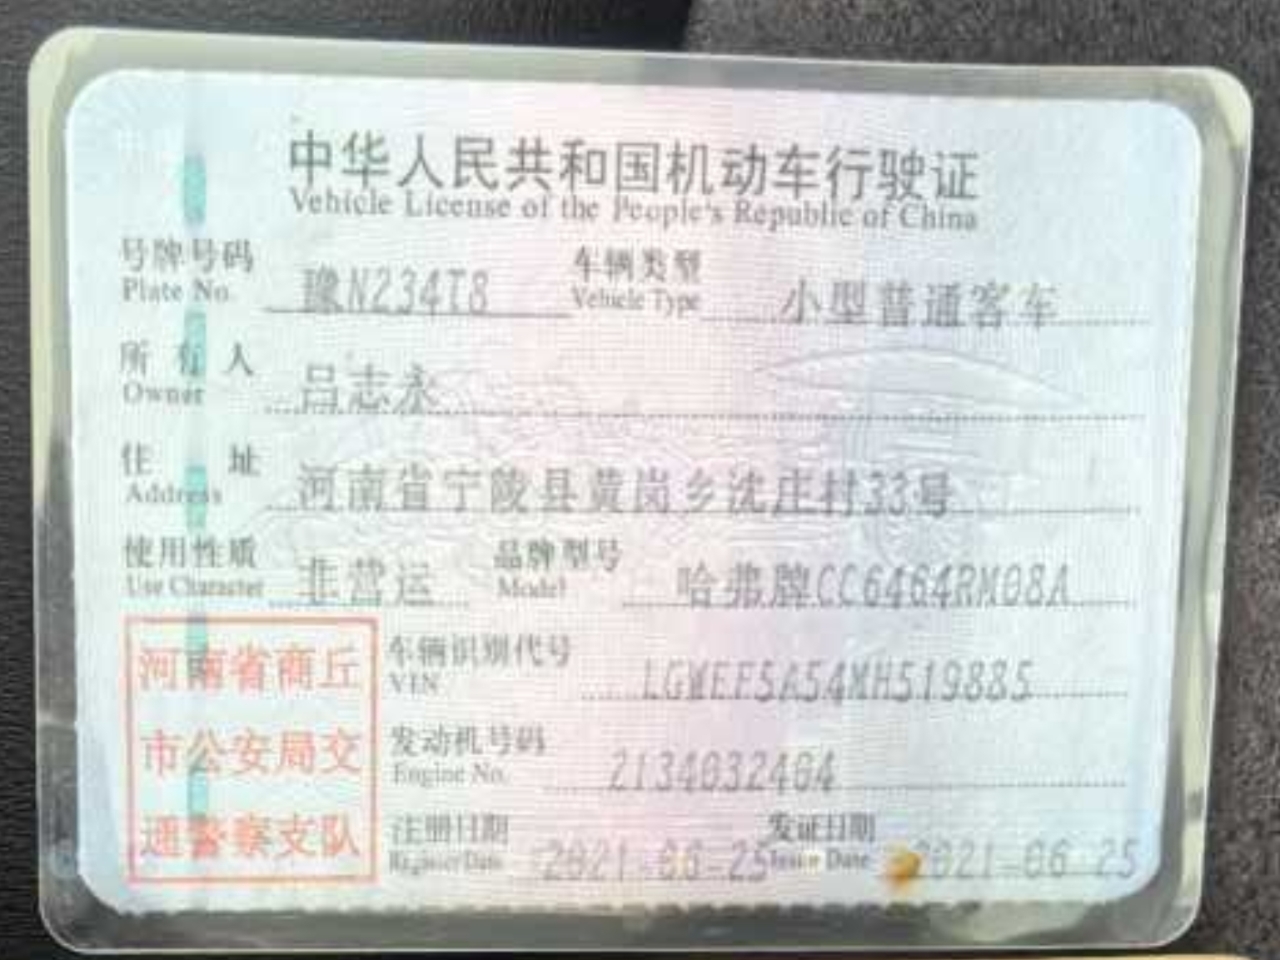 中华人民共和国机动车行驶证
Vehicle License of the People's Republic of China
号牌号码 豫N234T8 车辆类型 小型普通客车
Plate No. Vehicle Type
所有人 吕志永
Owner
住址 河南省宁陵县黄岗乡沈庄村33号
Address
使用性质 非营运 品牌型号 哈弗牌CC6464RM08A
Use Character Model
河南省商丘
市公安局交
通警察支队
车辆识别代号 LGWEF5A54MH519885
VIN
发动机号码 2134032404
Engine No.
注册日期 2021-06-25 发证日期 2021-06-25
Register Date Issue Date